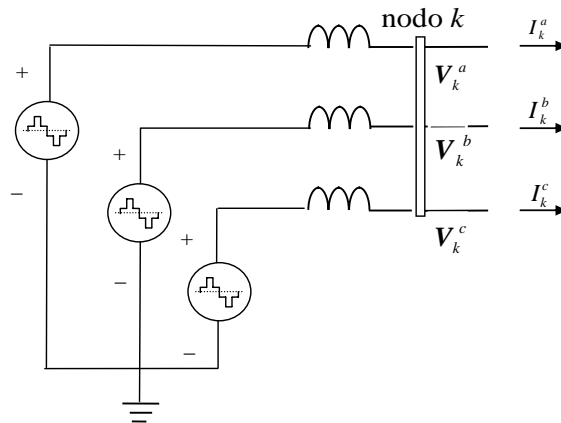 nodo k
I_k^a
+
V_k^a
+
I_k^b
−
V_k^b
+
I_k^c
−
V_k^c
−